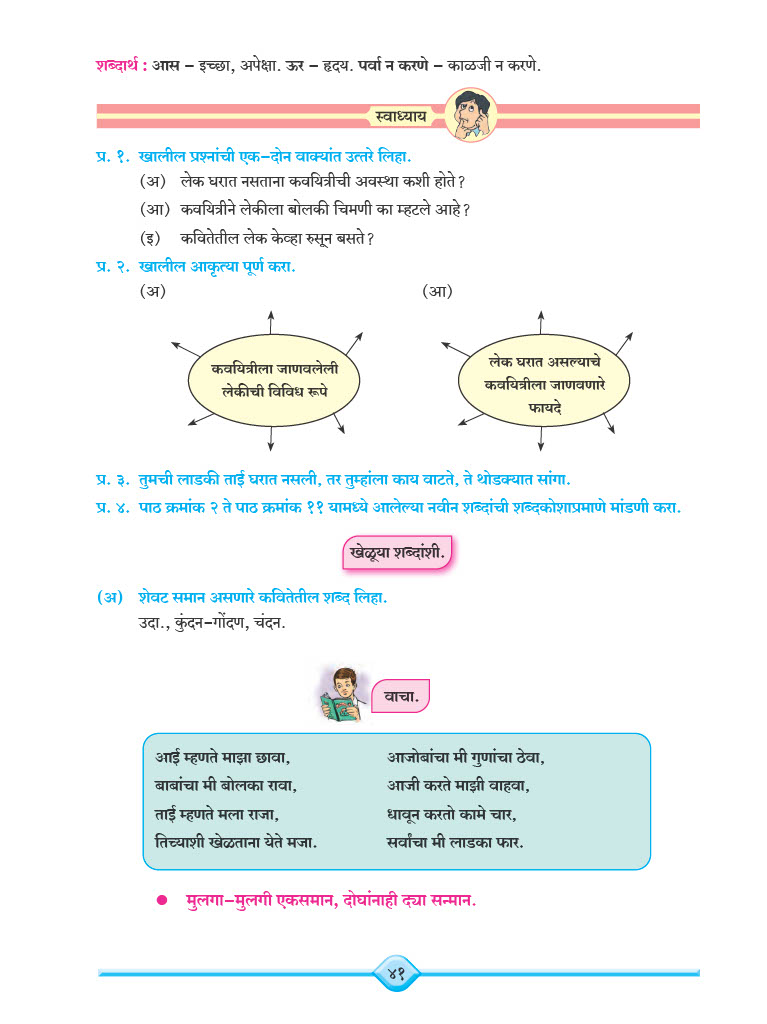 शब्दार्थ : आस – इच्छा, अपेक्षा. ऊर – हृदय. पर्वा न करणे – काळजी न करणे.
स्वाध्याय
प्र. १. खालील प्रश्नांची एक–दोन वाक्यांत उत्तरे लिहा.
(अ) लेक घरात नसताना कवयित्रीची अवस्था कशी होते?
(आ) कवयित्रीने लेकीला बोलकी चिमणी का म्हटले आहे?
(इ) कवितेतील लेक केव्हा रुसून बसते?
प्र. २. खालील आकृत्या पूर्ण करा.
(अ) (आ)
कवयित्रीला जाणवलेली
लेकीची विविध रूपे
लेक घरात असल्याचे
कवयित्रीला जाणवणारे
फायदे
प्र. ३. तुमची लाडकी ताई घरात नसली, तर तुम्हांला काय वाटते, ते थोडक्यात सांगा.
प्र. ४. पाठ क्रमांक २ ते पाठ क्रमांक ११ यामध्ये आलेल्या नवीन शब्दांची शब्दकोशाप्रमाणे मांडणी करा.
खेळूया शब्दांशी.
(अ) शेवट समान असणारे कवितेतील शब्द लिहा.
उदा., कुंदन–गोंदण, चंदन.
वाचा.
आई म्हणते माझा छावा,
बाबांचा मी बोलका रावा,
ताई म्हणते मला राजा,
तिच्याशी खेळताना येते मजा.
आजोबांचा मी गुणांचा ठेवा,
आजी करते माझी वाहवा,
धावून करतो कामे चार,
सर्वांचा मी लाडका फार.
● मुलगा–मुलगी एकसमान, दोघांनाही द्या सन्मान.
४१